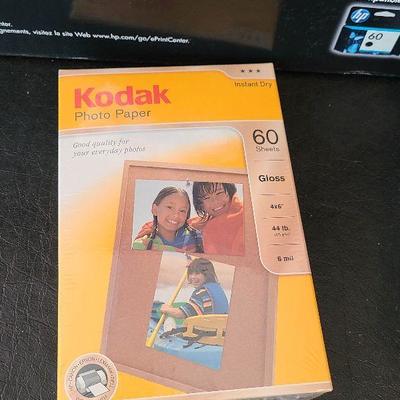 gnements, visitez le site Web www.hp.com/go/ePrintCenter.
hp
60
Kodak
Photo Paper
Instant Dry
Good quality for
your everyday photos
60
Sheets
Gloss
4x6"
44 lb.
6 mil